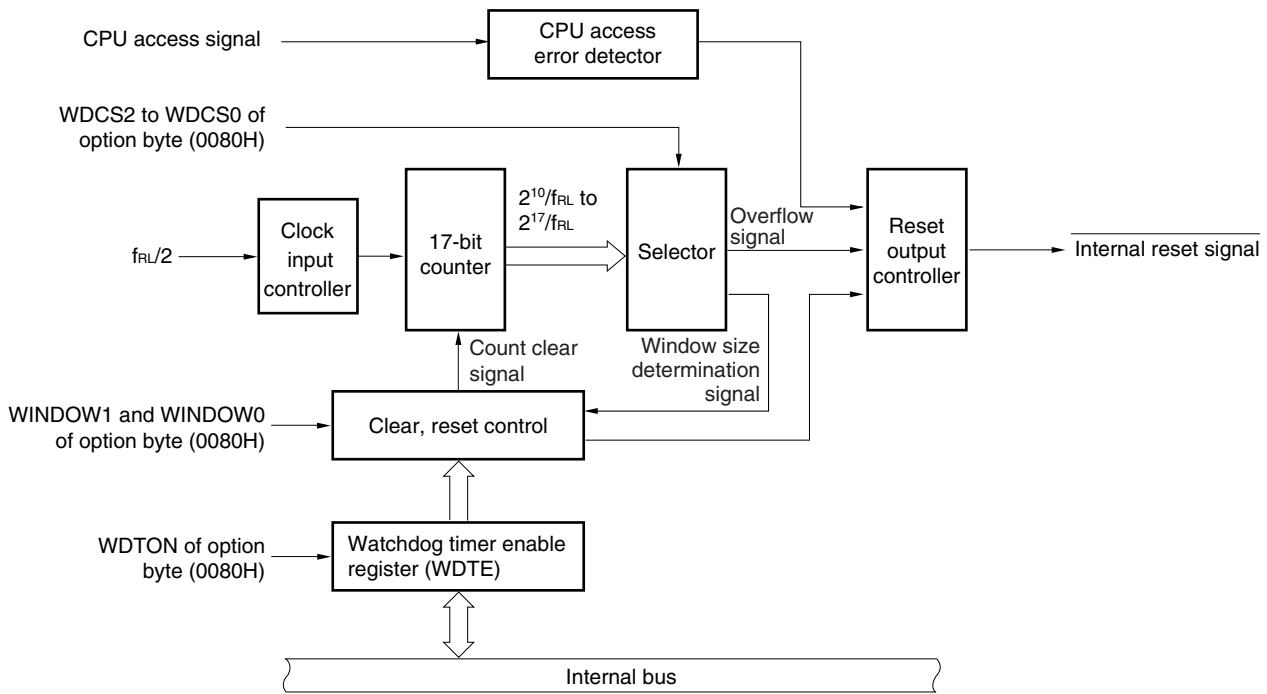 CPU access signal
CPU access
error detector
WDCS2 to WDCS0 of
option byte (0080H)
fRL/2
Clock
input
controller
17-bit
counter
2¹⁰/fRL to
2¹⁷/fRL
Selector
Overflow
signal
Reset
output
controller
Internal reset signal
Count clear
signal
Window size
determination
signal
WINDOW1 and WINDOW0
of option byte (0080H)
Clear, reset control
WDTON of option
byte (0080H)
Watchdog timer enable
register (WDTE)
Internal bus